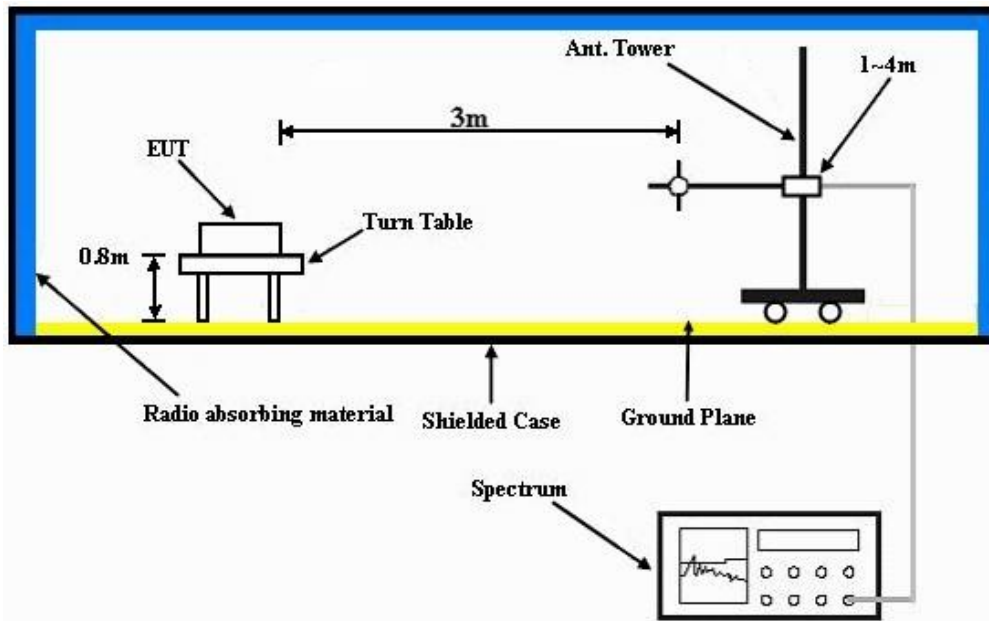 Ant. Tower
1~4m
3m
EUT
Turn Table
0.8m
Radio absorbing material
Shielded Case
Ground Plane
Spectrum